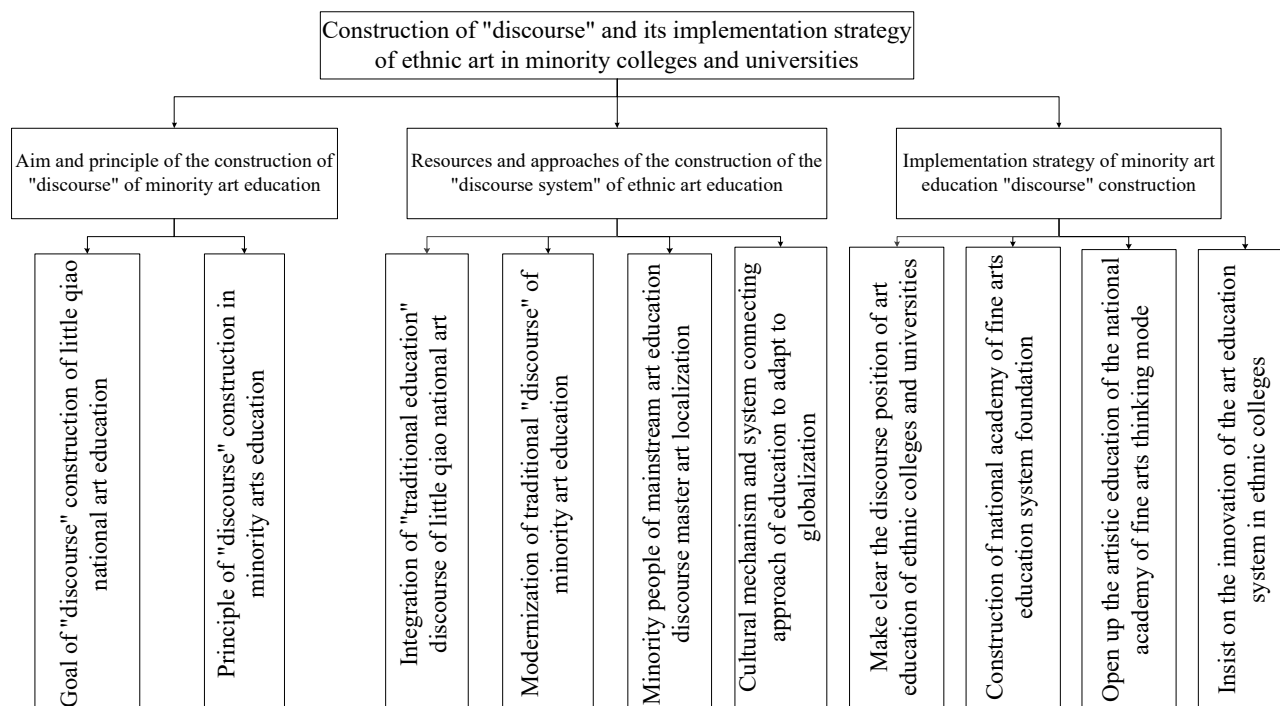 Construction of "discourse" and its implementation strategy
of ethnic art in minority colleges and universities
Aim and principle of the construction of
"discourse" of minority art education
Resources and approaches of the construction of the
"discourse system" of ethnic art education
Implementation strategy of minority art
education "discourse" construction
Goal of "discourse" construction of little qiao
national art education
Principle of "discourse" construction in
minority arts education
Integration of "traditional education"
discourse of little qiao national art
Modernization of traditional "discourse" of
minority art education
Minority people of mainstream art education
discourse master art localization
Cultural mechanism and system connecting
approach of education to adapt to
globalization
Make clear the discourse position of art
education of ethnic colleges and universities
Construction of national academy of fine arts
education system foundation
Open up the artistic education of the national
academy of fine arts thinking mode
Insist on the innovation of the art education
system in ethnic colleges